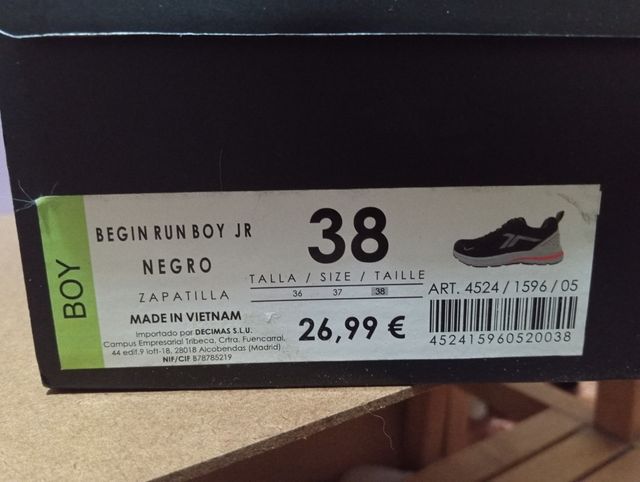 BOY
BEGIN RUN BOY JR
NEGRO
ZAPATILLA
MADE IN VIETNAM
Importado por DECIMAS S.L.U.
Campus Empresarial Tribeca, Crtra. Fuencarral,
44 edif.9 loft-18, 28018 Alcobendas (Madrid)
NIF/CIF B78785219
38
TALLA / SIZE / TAILLE
36 37 38
26,99 €
ART. 4524 / 1596 / 05
452415960520038